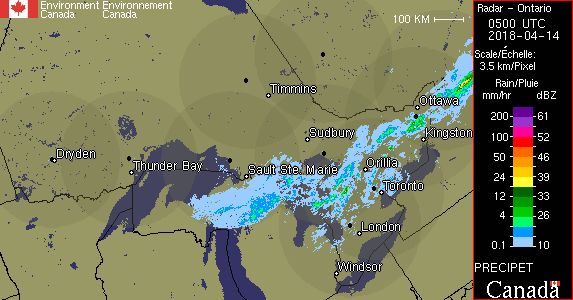 Environment Environnement
Canada Canada
100 KM
Timmins
Ottawa
Sudbury
Kingston
Dryden
Thunder Bay
Sault Ste. Marie
Orillia
Toronto
London
Windsor
Radar - Ontario
0500 UTC
2018-04-14
Scale/Échelle:
3.5 km/Pixel
Rain/Pluie
mm/hr dBZ
200 61
100 52
50 46
24 39
12 33
4 26
0.1 10
PRECIPET
Canada